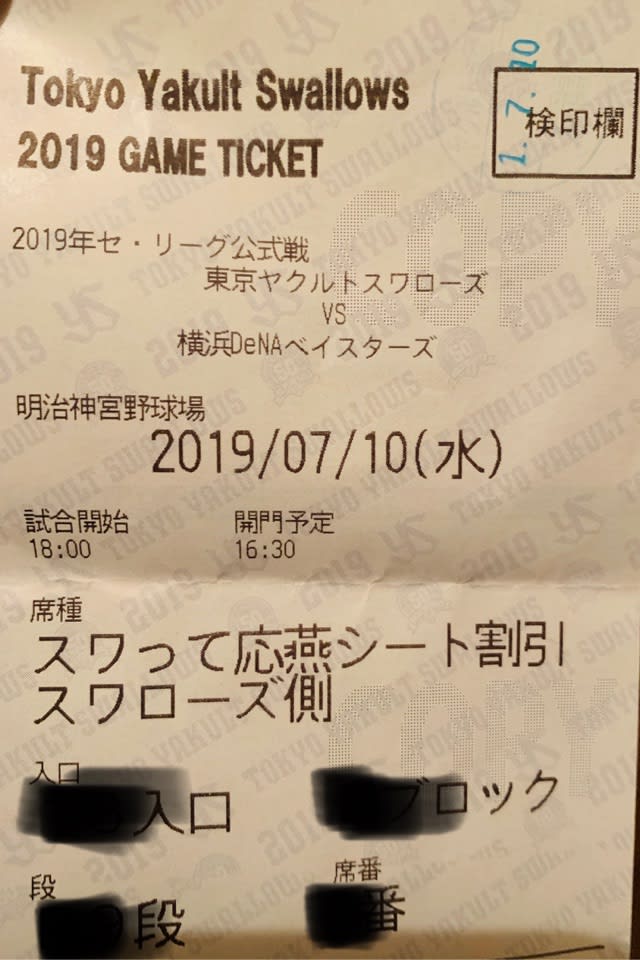 Tokyo Yakult Swallows
2019 GAME TICKET
1.7.10
検印欄
2019年セ・リーグ公式戦
東京ヤクルトスワローズ
VS
横浜DeNAベイスターズ
明治神宮野球場
2019/07/10(水)
試合開始 開門予定
18:00 16:30
席種
スワって応燕シート割引
スワローズ側
入口
入口 ブロック
段 席番
段 番